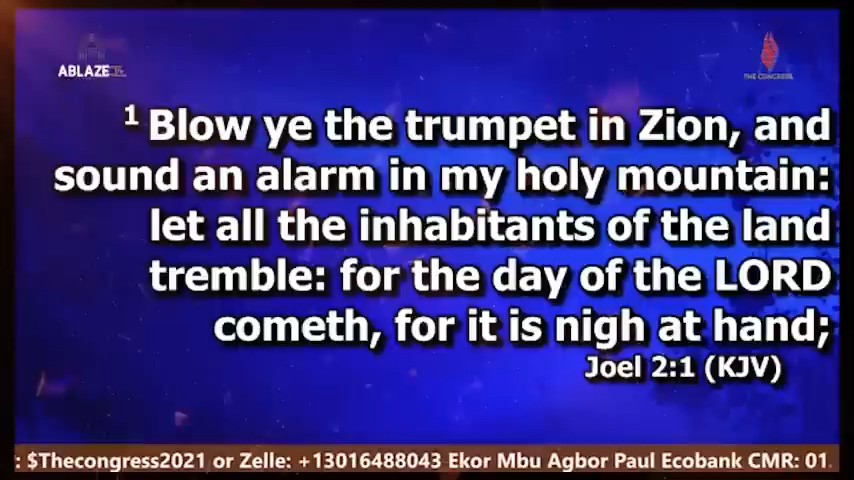 ABLAZE TV
THE CONGRESS
1 Blow ye the trumpet in Zion, and
sound an alarm in my holy mountain:
let all the inhabitants of the land
tremble: for the day of the LORD
cometh, for it is nigh at hand;
Joel 2:1 (KJV)
: $Thecongress2021 or Zelle: +13016488043 Ekor Mbu Agbor Paul Ecobank CMR: 01